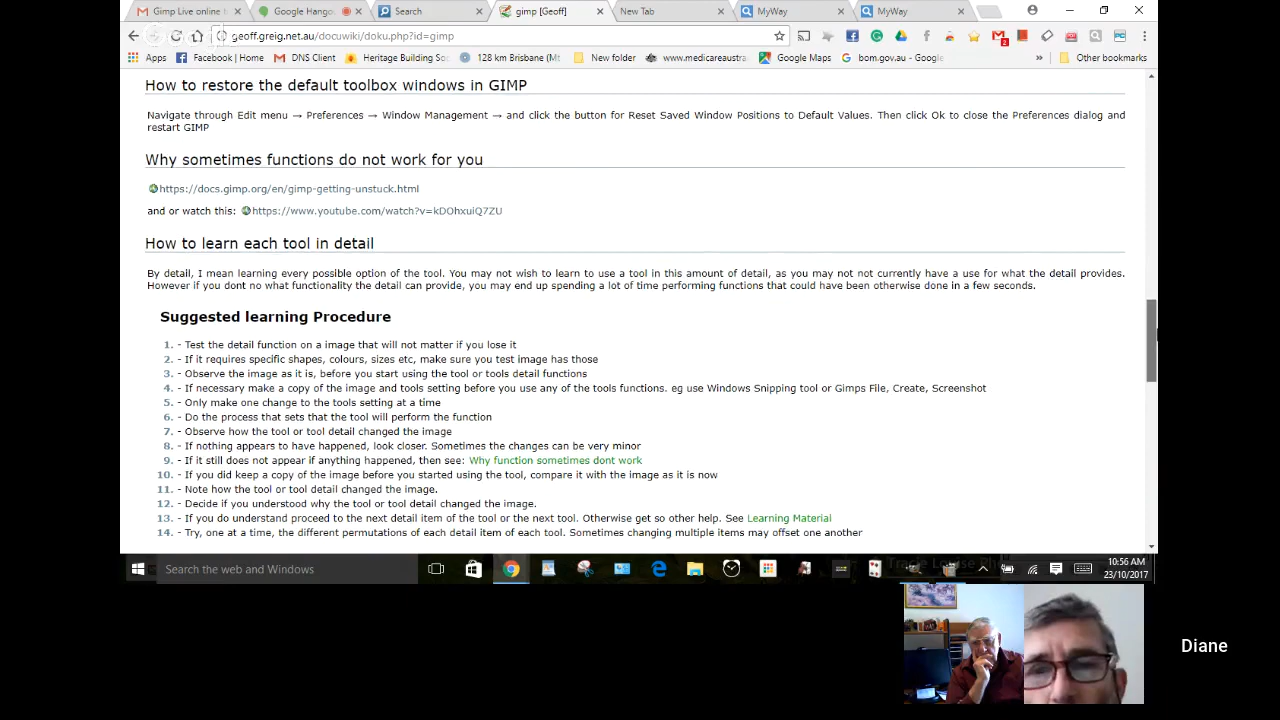 Gimp Live online t
Google Hango
Search
gimp [Geoff]
New Tab
MyWay
MyWay
geoff.greig.net.au/docuwiki/doku.php?id=gimp
Apps
Facebook | Home
DNS Client
Heritage Building So
128 km Brisbane (Mt
New folder
www.medicareaustra
Google Maps
bom.gov.au - Google
»
Other bookmarks
How to restore the default toolbox windows in GIMP
Navigate through Edit menu → Preferences → Window Management → and click the button for Reset Saved Window Positions to Default Values. Then click Ok to close the Preferences dialog and
restart GIMP
Why sometimes functions do not work for you
https://docs.gimp.org/en/gimp-getting-unstuck.html
and or watch this: https://www.youtube.com/watch?v=kDOhxuiQ7ZU
How to learn each tool in detail
By detail, I mean learning every possible option of the tool. You may not wish to learn to use a tool in this amount of detail, as you may not not currently have a use for what the detail provides.
However if you dont no what functionality the detail can provide, you may end up spending a lot of time performing functions that could have been otherwise done in a few seconds.
Suggested learning Procedure
1. - Test the detail function on a image that will not matter if you lose it
2. - If it requires specific shapes, colours, sizes etc, make sure you test image has those
3. - Observe the image as it is, before you start using the tool or tools detail functions
4. - If necessary make a copy of the image and tools setting before you use any of the tools functions. eg use Windows Snipping tool or Gimps File, Create, Screenshot
5. - Only make one change to the tools setting at a time
6. - Do the process that sets that the tool will perform the function
7. - Observe how the tool or tool detail changed the image
8. - If nothing appears to have happened, look closer. Sometimes the changes can be very minor
9. - If it still does not appear if anything happened, then see: Why function sometimes dont work
10. - If you did keep a copy of the image before you started using the tool, compare it with the image as it is now
11. - Note how the tool or tool detail changed the image.
12. - Decide if you understood why the tool or tool detail changed the image.
13. - If you do understand proceed to the next detail item of the tool or the next tool. Otherwise get so other help. See Learning Material
14. - Try, one at a time, the different permutations of each detail item of each tool. Sometimes changing multiple items may offset one another
Search the web and Windows
10:56 AM
23/10/2017
Diane